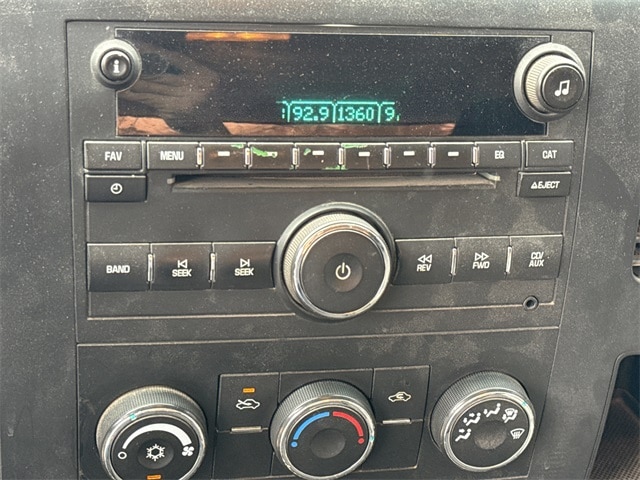 92.9 1360 9
FAV MENU EQ CAT
EJECT
BAND SEEK SEEK REV FWD CD/
AUX